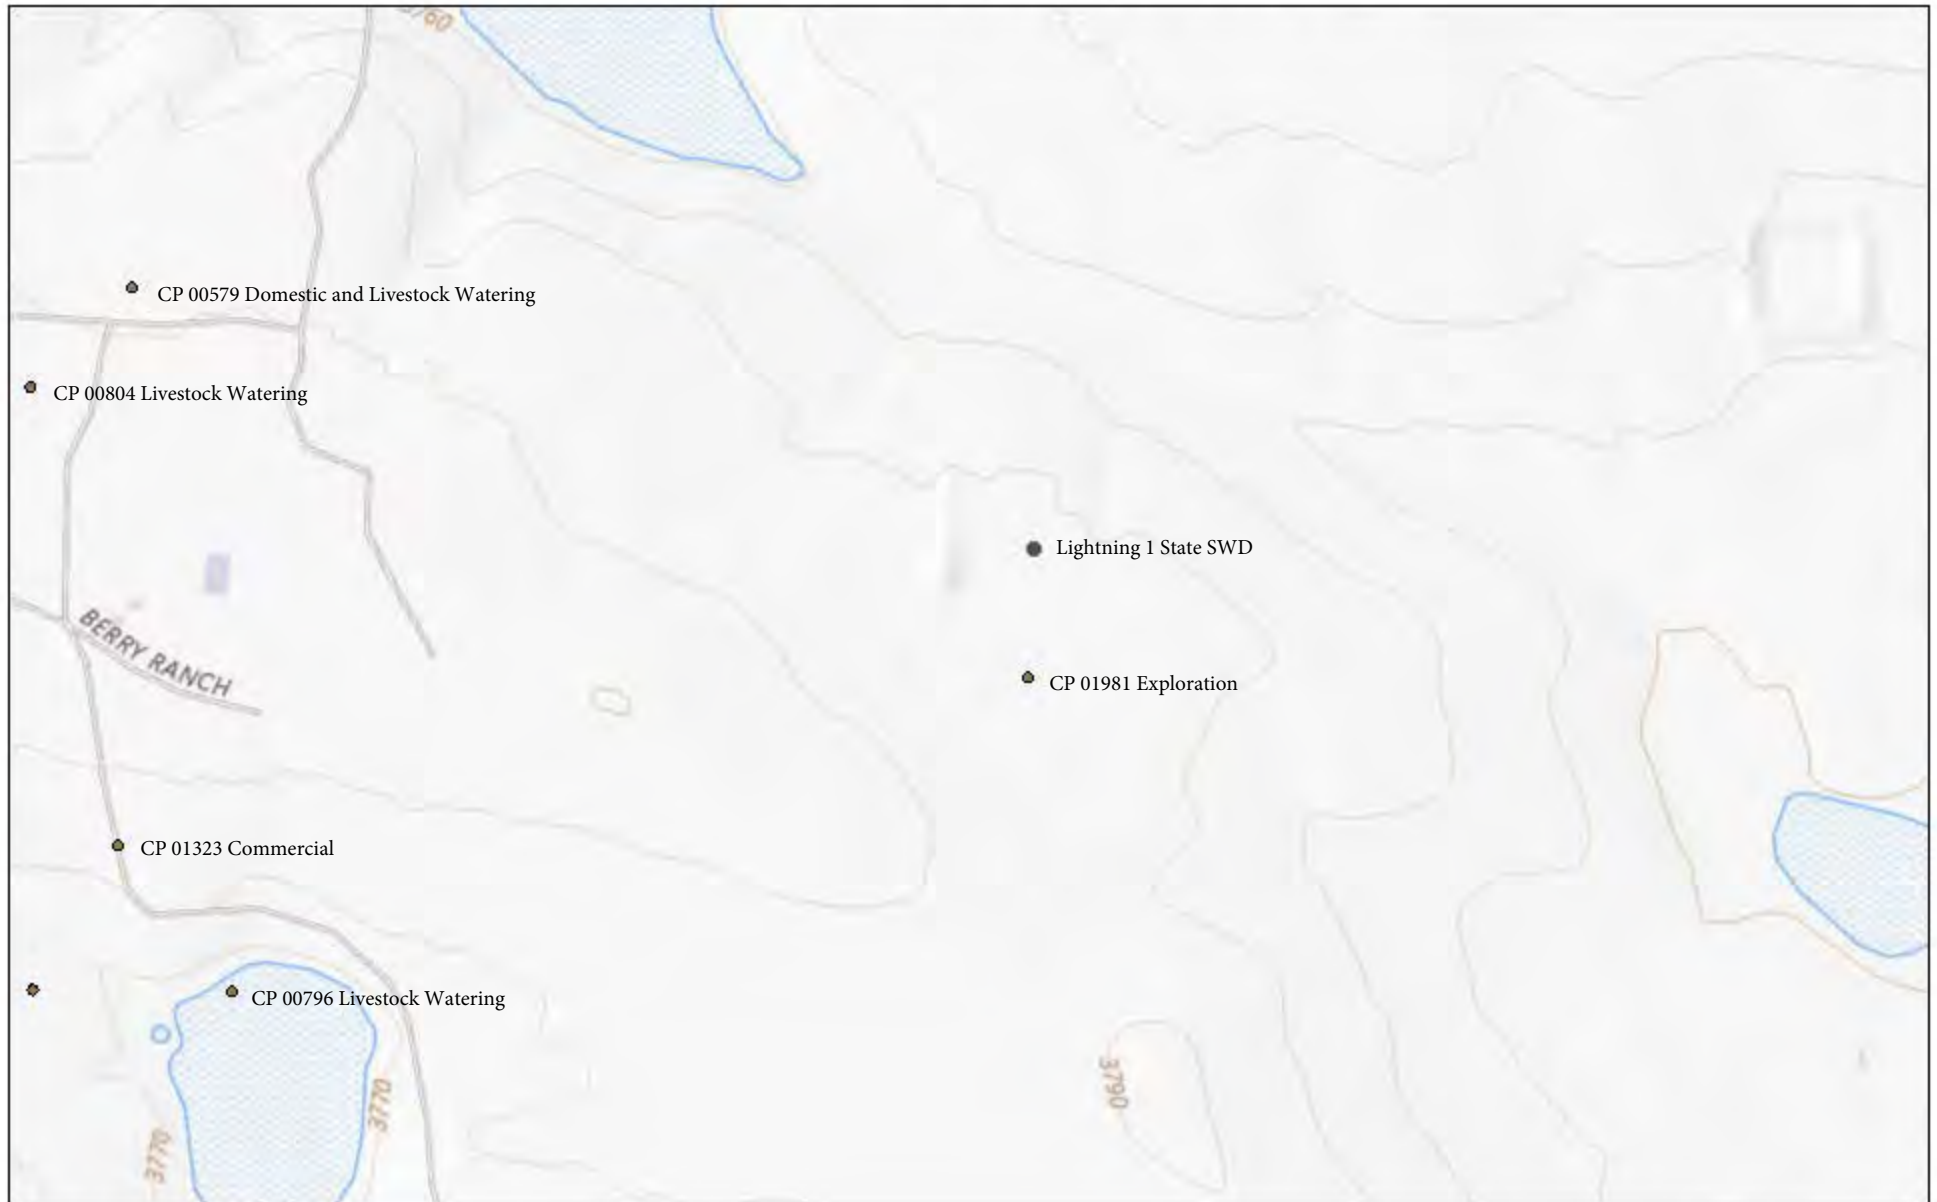 CP 00579 Domestic and Livestock Watering
CP 00804 Livestock Watering
Lightning 1 State SWD
BERRY RANCH
CP 01981 Exploration
CP 01323 Commercial
CP 00796 Livestock Watering
3790
3770
3770